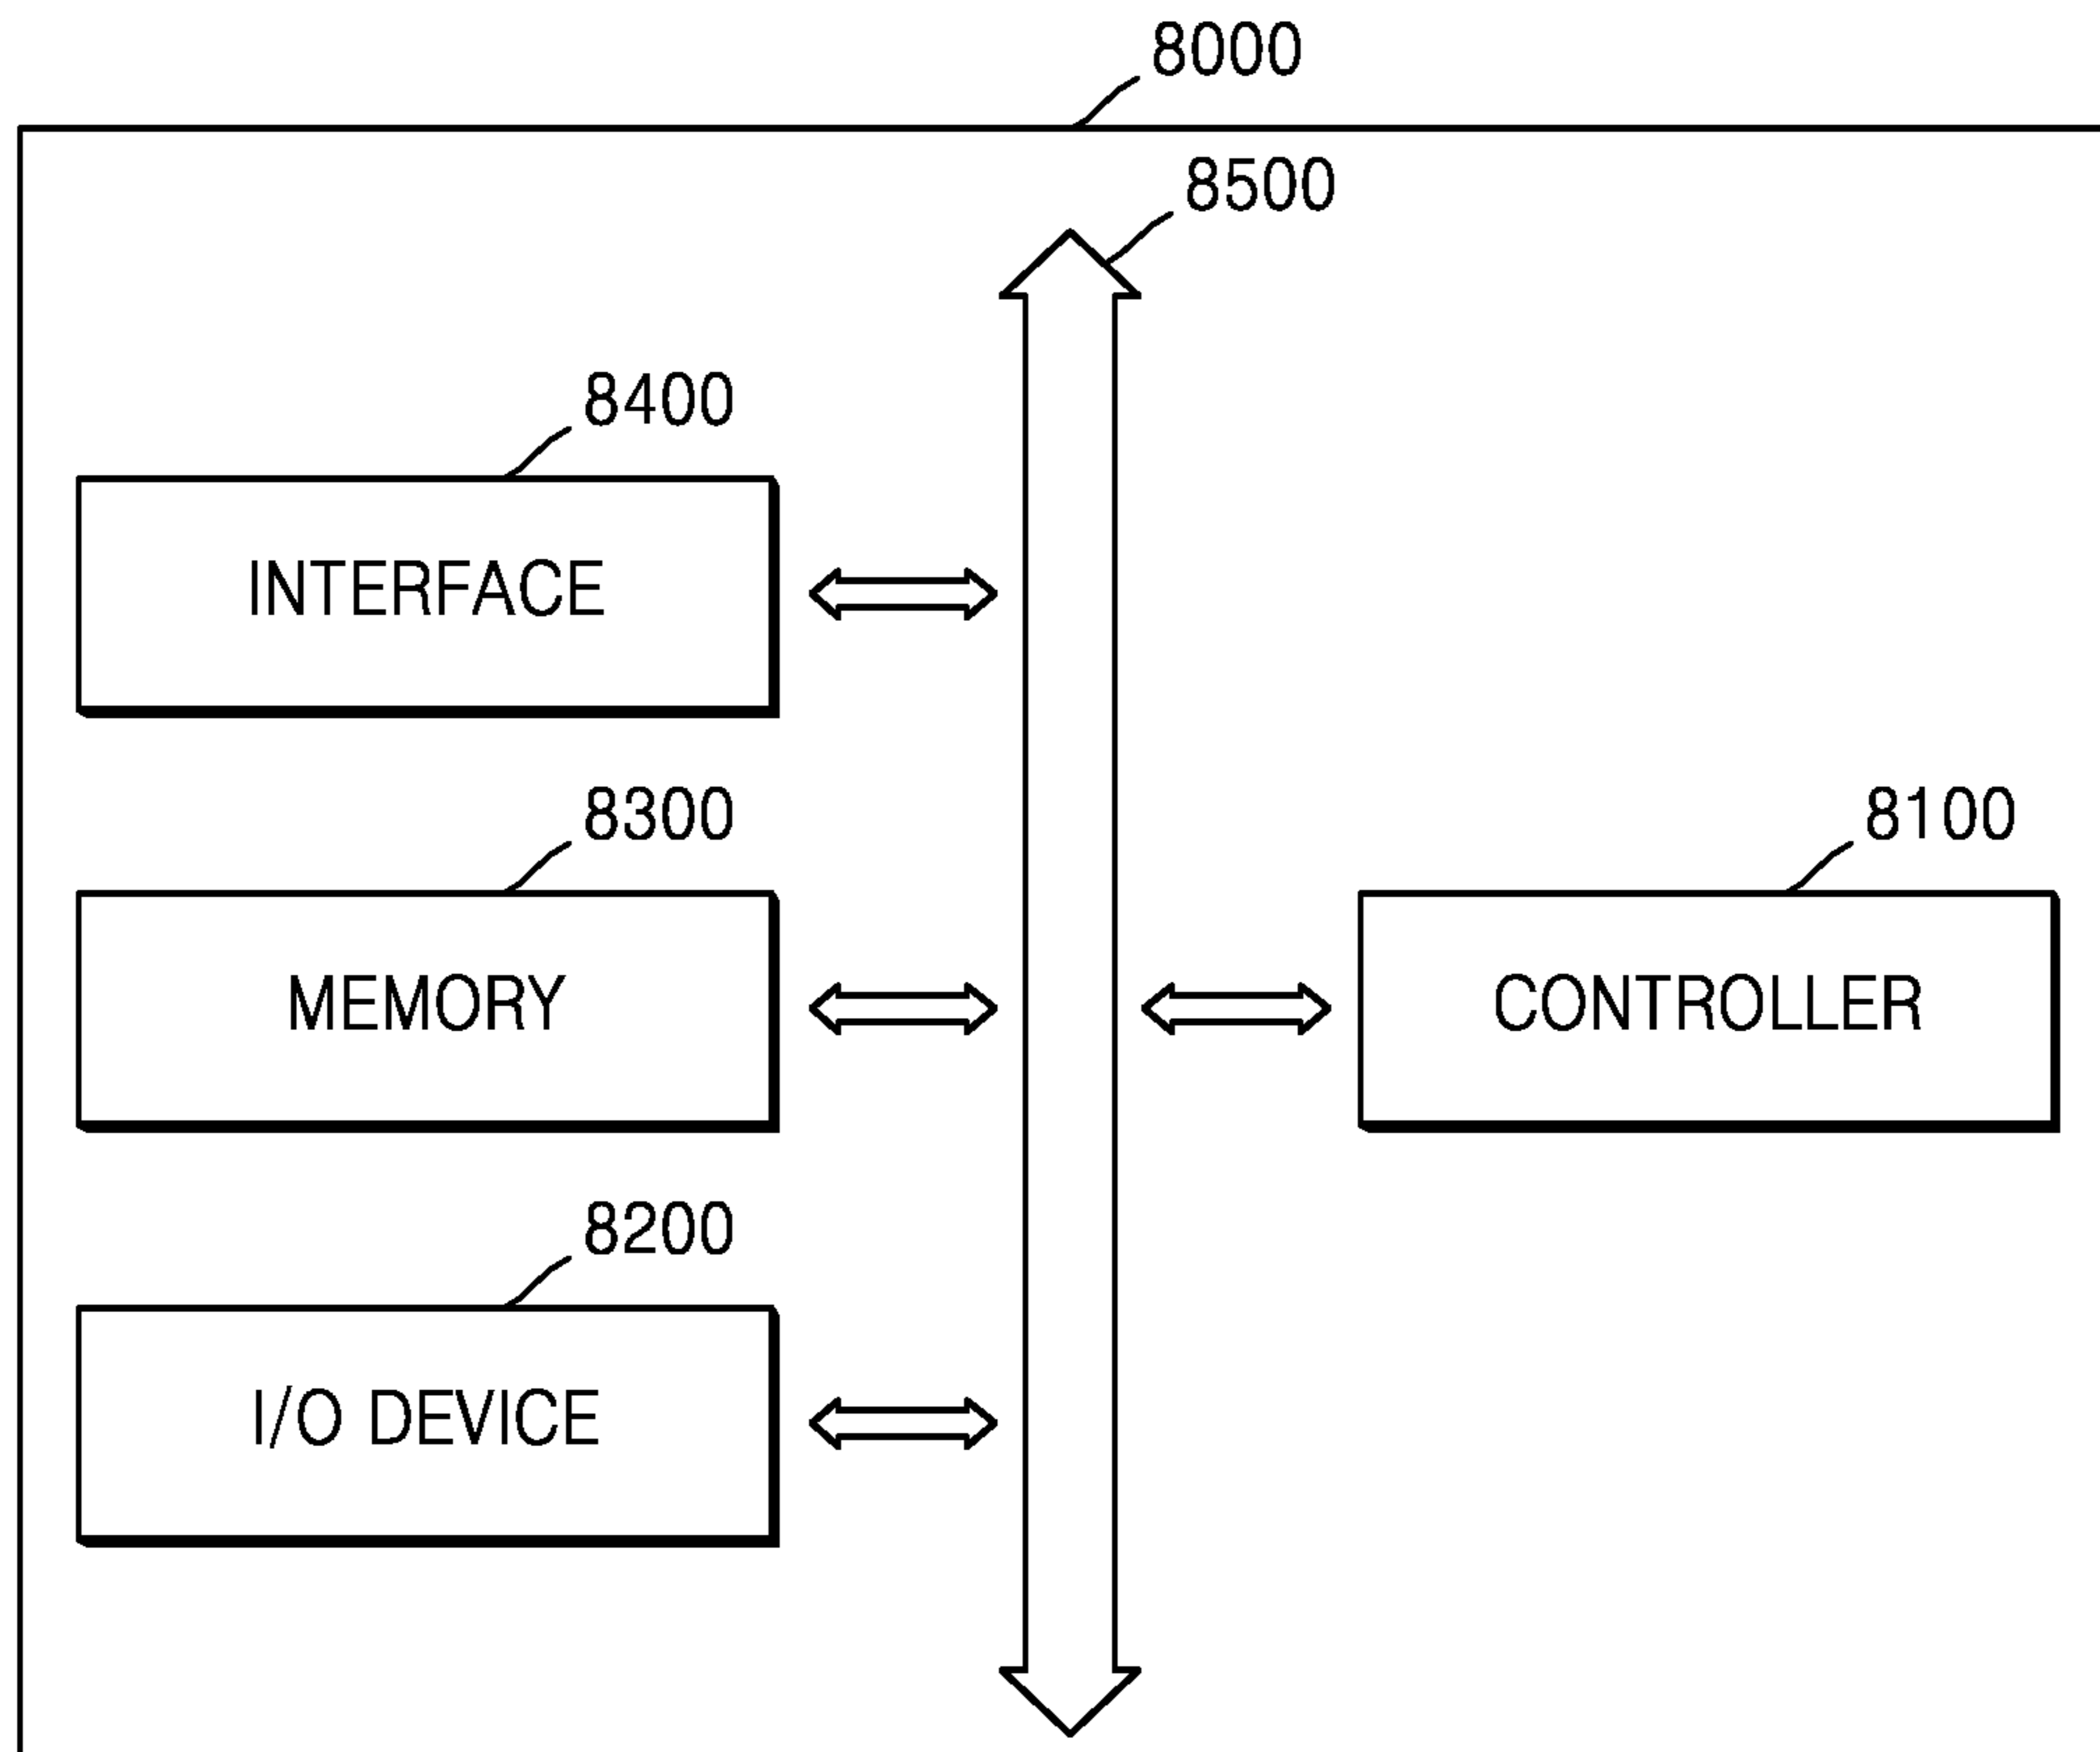 8000
8500
8400
INTERFACE
8300
8100
MEMORY
CONTROLLER
8200
I/O DEVICE